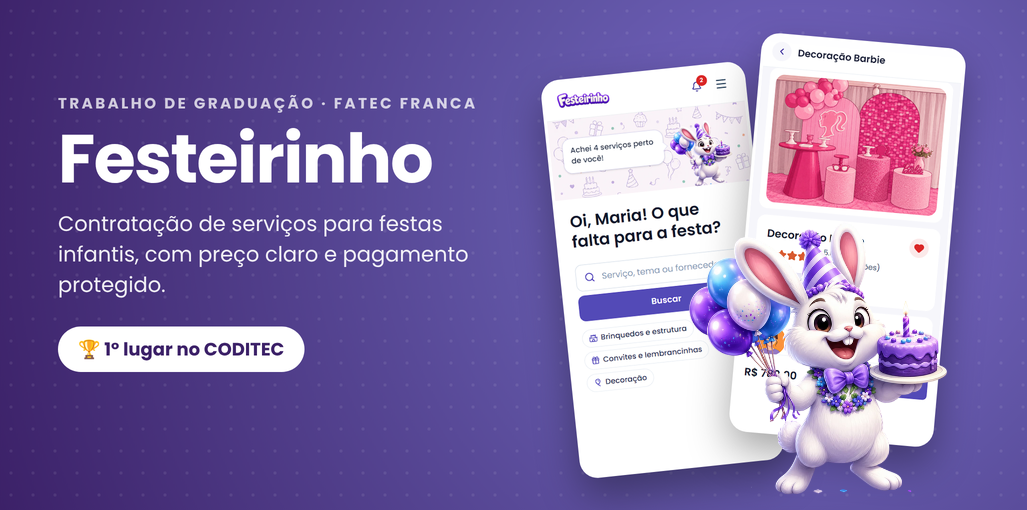 TRABALHO DE GRADUAÇÃO · FATEC FRANCA
Festeirinho
Contratação de serviços para festas
infantis, com preço claro e pagamento
protegido.
🏆 1º lugar no CODITEC
Festeirinho
2
Achei 4 serviços perto
de você!
Oi, Maria! O que
falta para a festa?
Serviço, tema ou
Buscar
Brinquedos e estrutura
Convites e lembrancinhas
Decoração
Decoração Barbie
R$